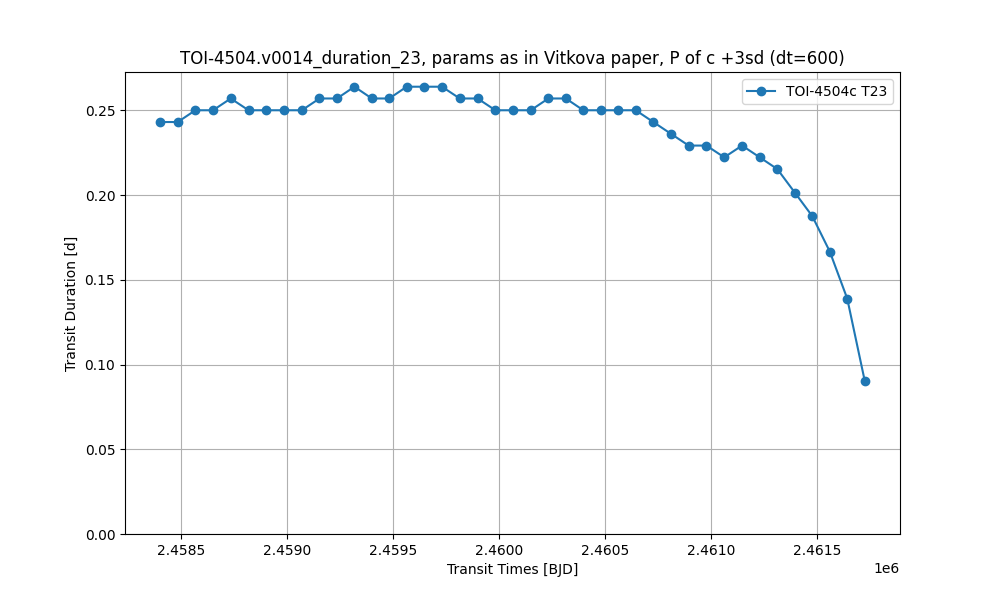 TOI-4504.v0014_duration_23, params as in Vitkova paper, P of c +3sd (dt=600)
TOI-4504c T23
0.25
0.20
0.15
0.10
0.05
0.00
Transit Duration [d]
2.4585 2.4590 2.4595 2.4600 2.4605 2.4610 2.4615
Transit Times [BJD]
1e6